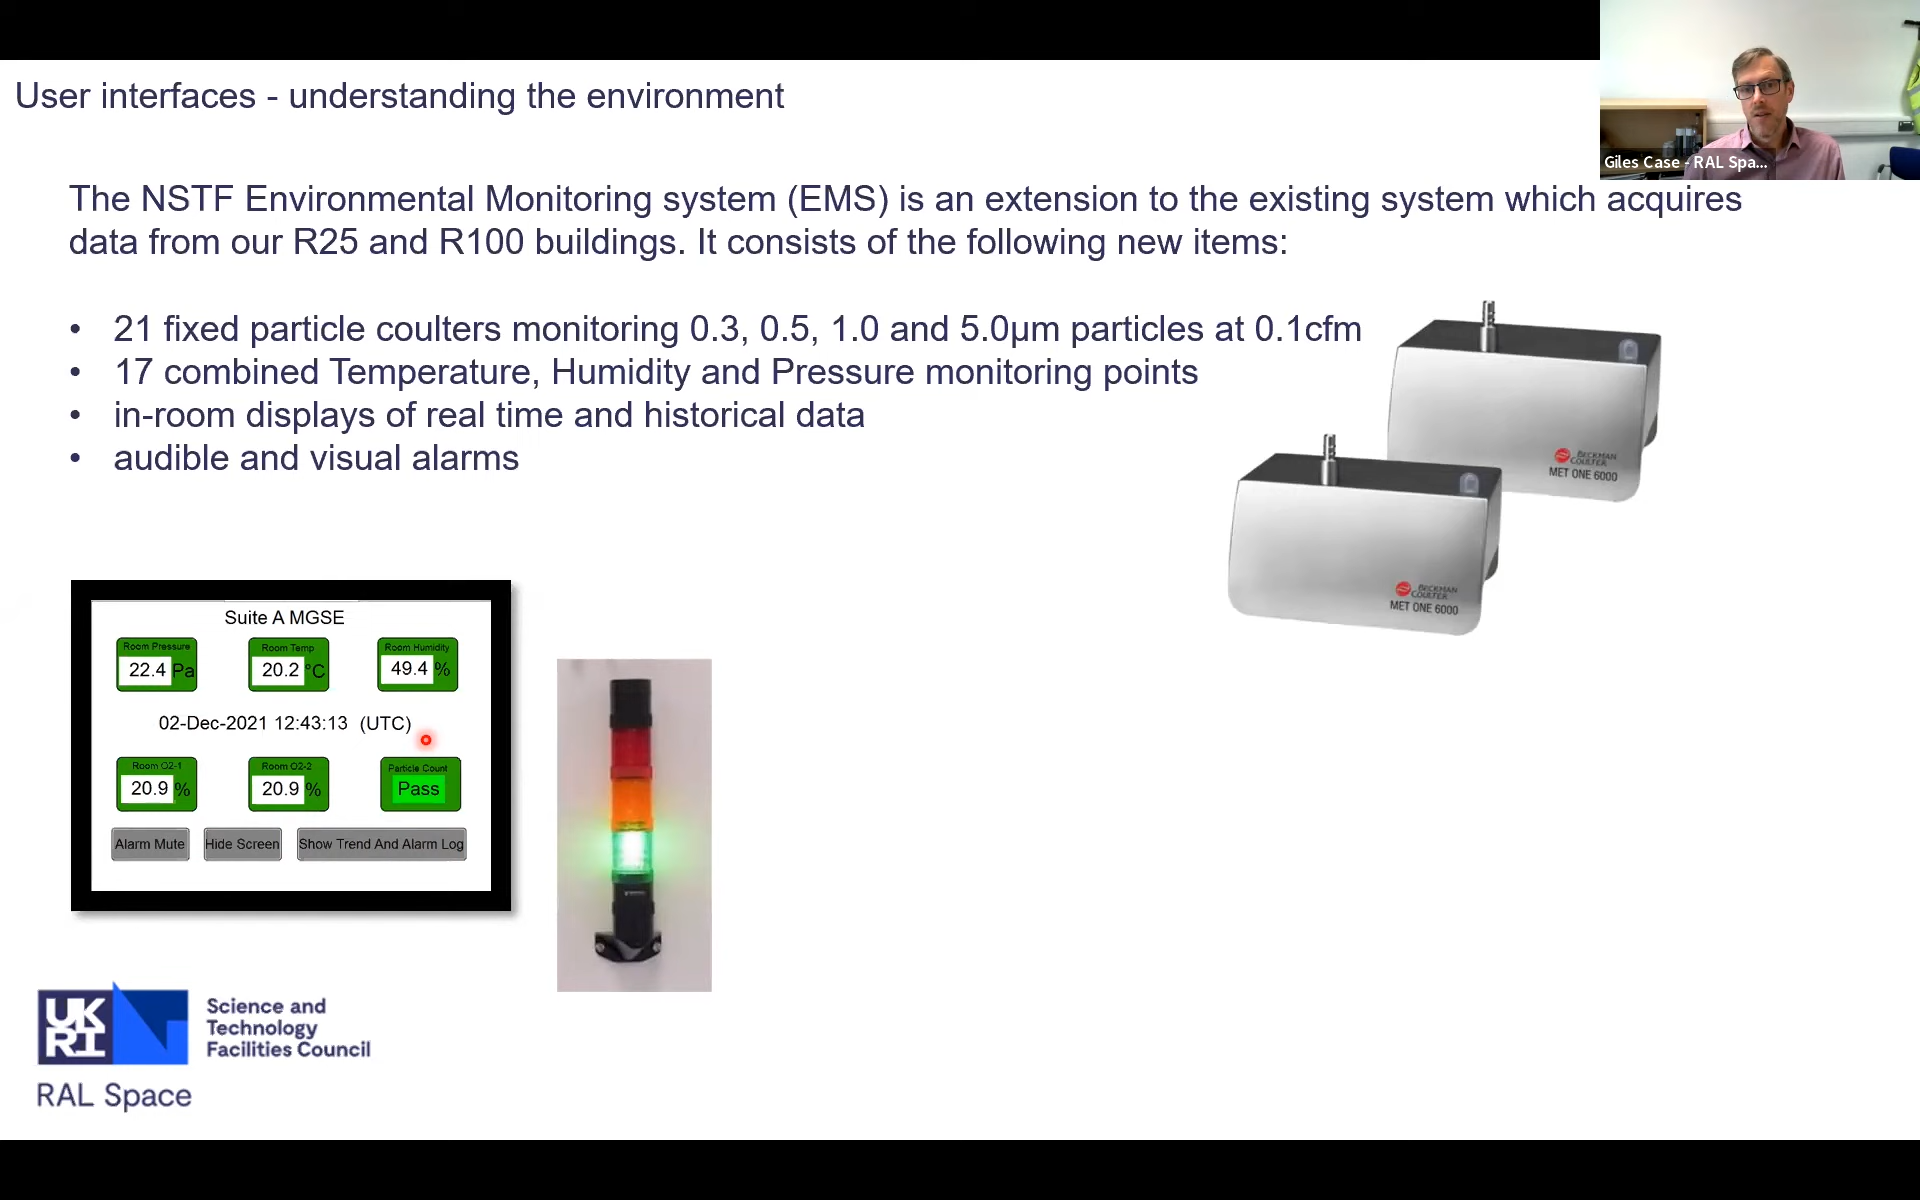 User interfaces - understanding the environment
Giles Case - RAL Spa...
The NSTF Environmental Monitoring system (EMS) is an extension to the existing system which acquires
data from our R25 and R100 buildings. It consists of the following new items:
• 21 fixed particle coulters monitoring 0.3, 0.5, 1.0 and 5.0µm particles at 0.1cfm
• 17 combined Temperature, Humidity and Pressure monitoring points
• in-room displays of real time and historical data
• audible and visual alarms
BECKMAN
COULTER
MET ONE 6000
BECKMAN
COULTER
MET ONE 6000
Suite A MGSE
Room Pressure
22.4 Pa
Room Temp
20.2 °C
Room Humidity
49.4 %
02-Dec-2021 12:43:13 (UTC)
Room O2-1
20.9 %
Room O2-2
20.9 %
Particle Count
Pass
Alarm Mute
Hide Screen
Show Trend And Alarm Log
UK
RI
Science and
Technology
Facilities Council
RAL Space